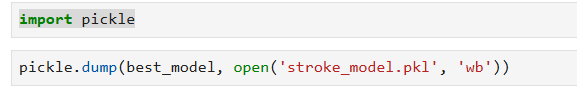 import pickle
pickle.dump(best_model, open('stroke_model.pkl', 'wb'))